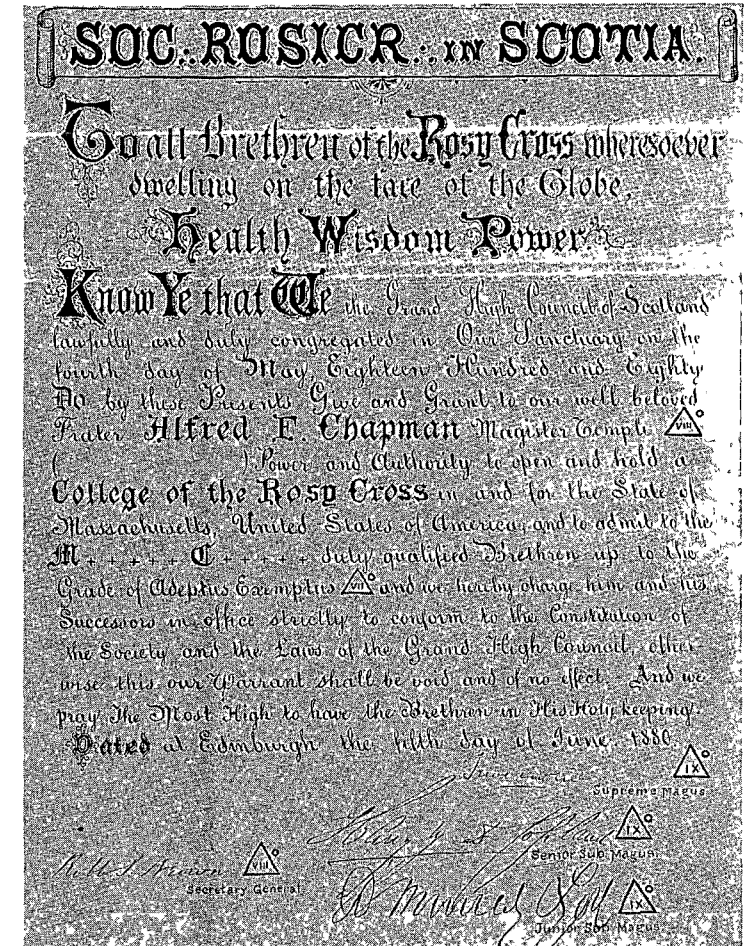 SOC∴ ROSICR∴ IN SCOTIA.
To all Brethren of the Rosy Cross wheresoever
dwelling on the face of the Globe,
Health Wisdom Power
Know Ye that We the Grand High Council of Scotland
lawfully and duly congregated in Our Sanctuary on the
fourth day of May Eighteen Hundred and Eighty
Do by these Presents Give and Grant to our well beloved
Frater Alfred F. Chapman Magister Templi VIII°
( ) Power and Authority to open and hold a
College of the Rosy Cross in and for the State of
Massachusetts, United States of America, and to admit to the
M + + + + + C + + + + + duly qualified Brethren up to the
Grade of Adeptus Exemptus VII° and we hereby charge him and his
Successors in office strictly to conform to the Constitution of
the Society and the Laws of the Grand High Council, other-
wise this our Warrant shall be void and of no effect. And we
pray The Most High to have the Brethren in His Holy keeping.
Dated at Edinburgh the fifth day of June 1880.
IX°
Supreme Magus
IX°
Senior Sub Magus
Robt S. Brown VIII°
Secretary General
IX°
Junior Sub Magus